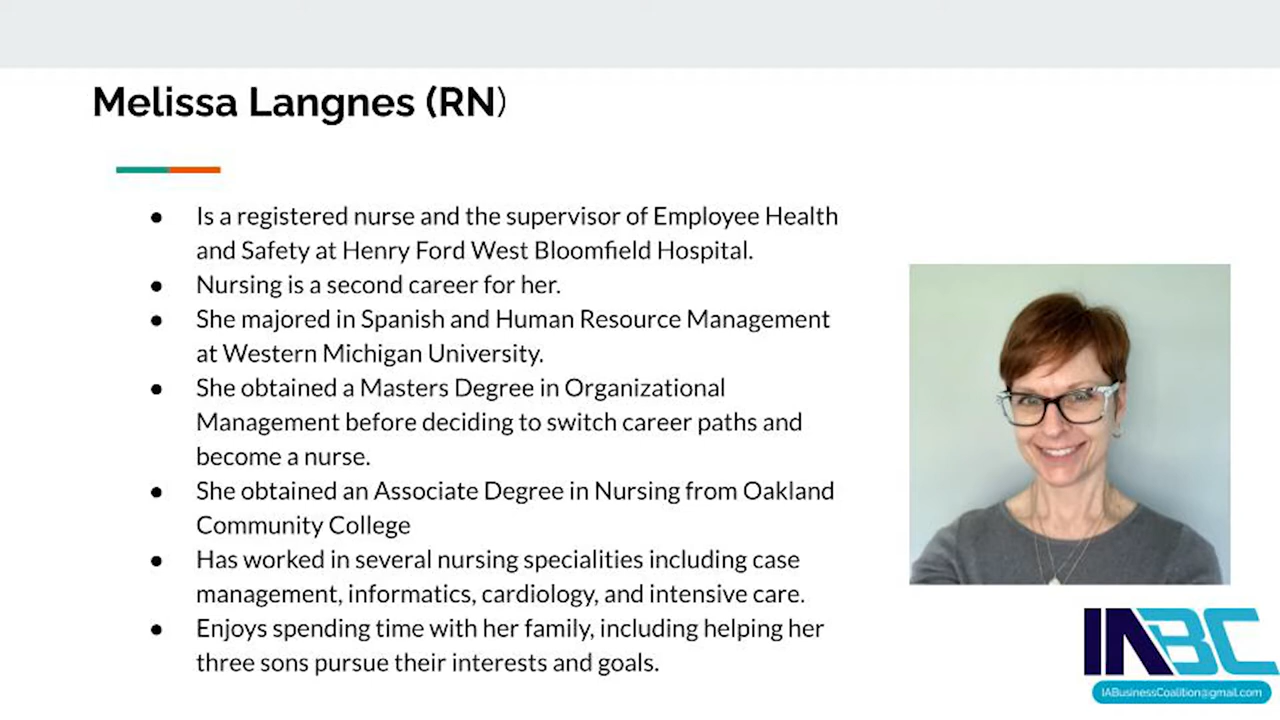 Melissa Langnes (RN)
● Is a registered nurse and the supervisor of Employee Health
and Safety at Henry Ford West Bloomfield Hospital.
● Nursing is a second career for her.
● She majored in Spanish and Human Resource Management
at Western Michigan University.
● She obtained a Masters Degree in Organizational
Management before deciding to switch career paths and
become a nurse.
● She obtained an Associate Degree in Nursing from Oakland
Community College
● Has worked in several nursing specialities including case
management, informatics, cardiology, and intensive care.
● Enjoys spending time with her family, including helping her
three sons pursue their interests and goals.
IABC
IABusinessCoalition@gmail.com